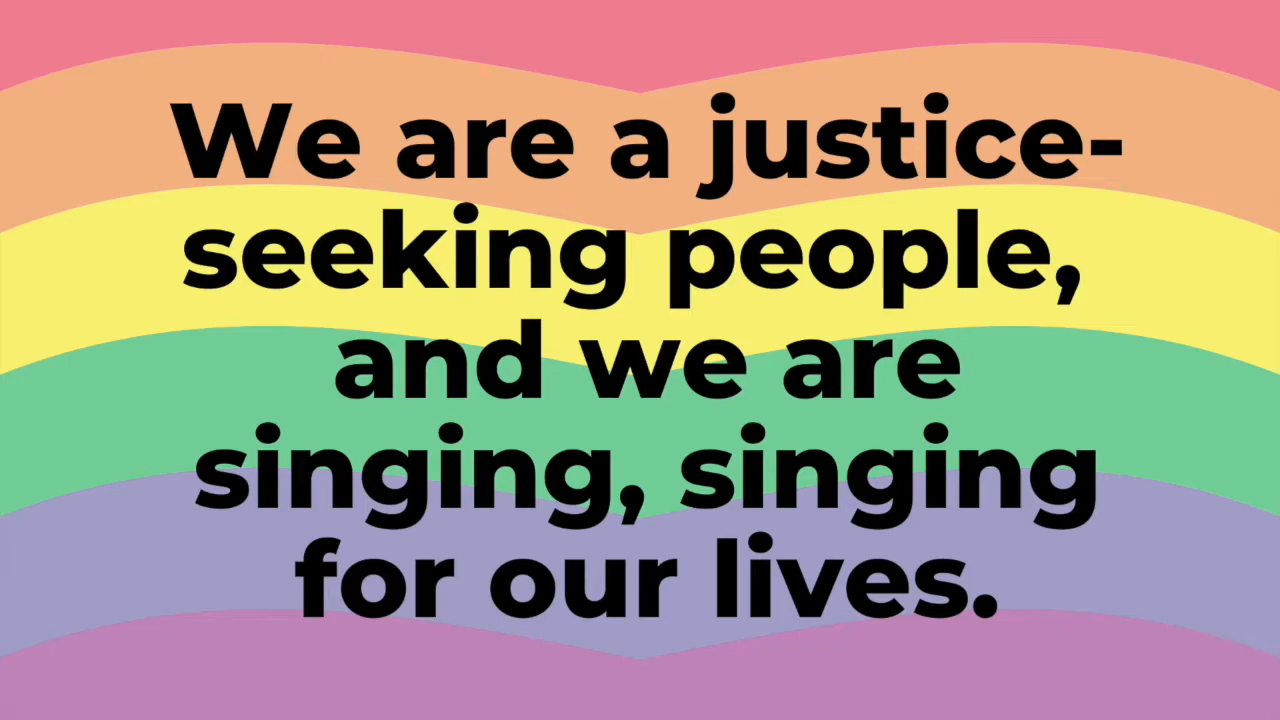 We are a justice-
seeking people,
and we are
singing, singing
for our lives.